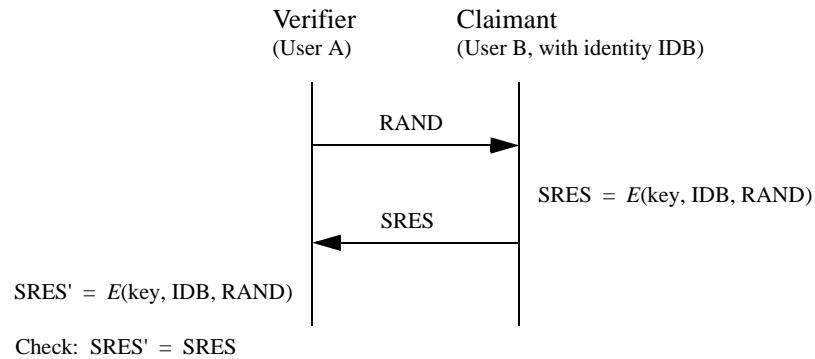 Verifier
(User A)
Claimant
(User B, with identity IDB)
RAND
SRES = E(key, IDB, RAND)
SRES
SRES' = E(key, IDB, RAND)
Check: SRES' = SRES